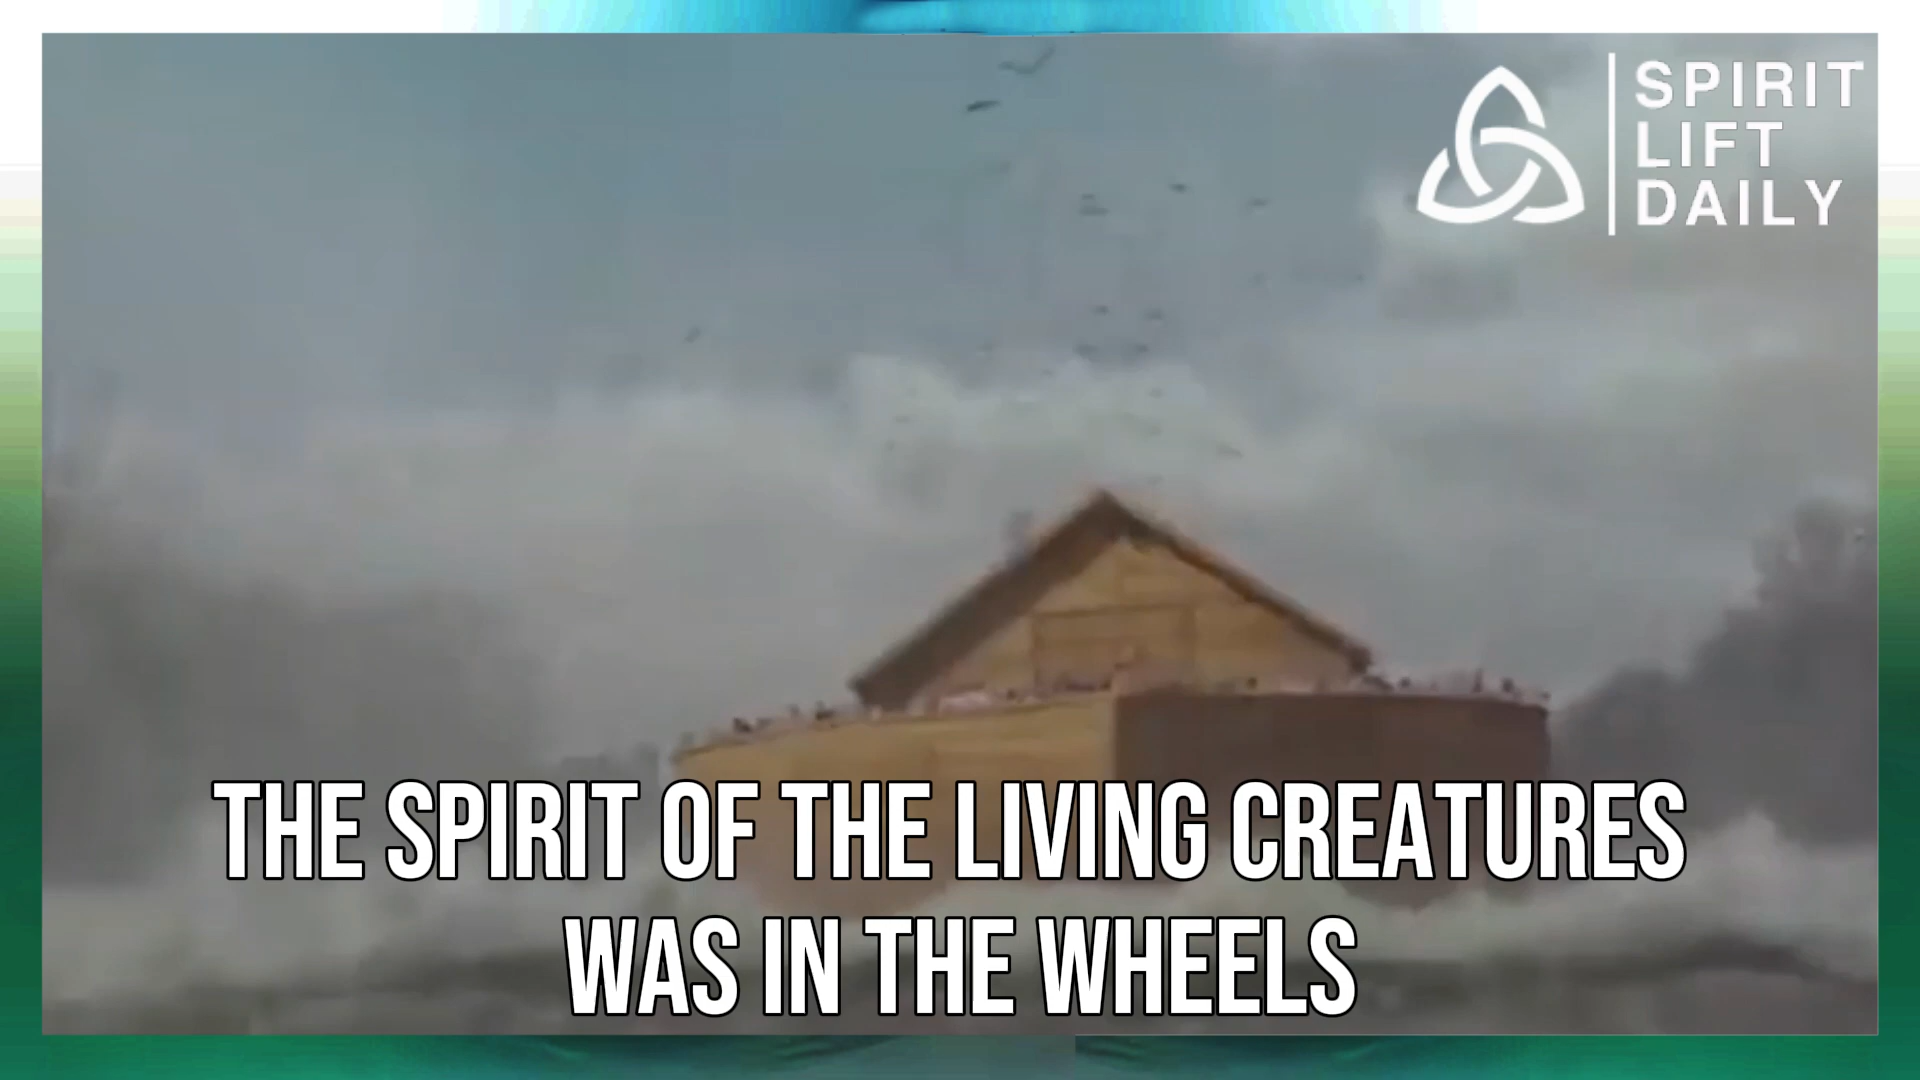 SPIRIT
LIFT
DAILY
THE SPIRIT OF THE LIVING CREATURES
WAS IN THE WHEELS